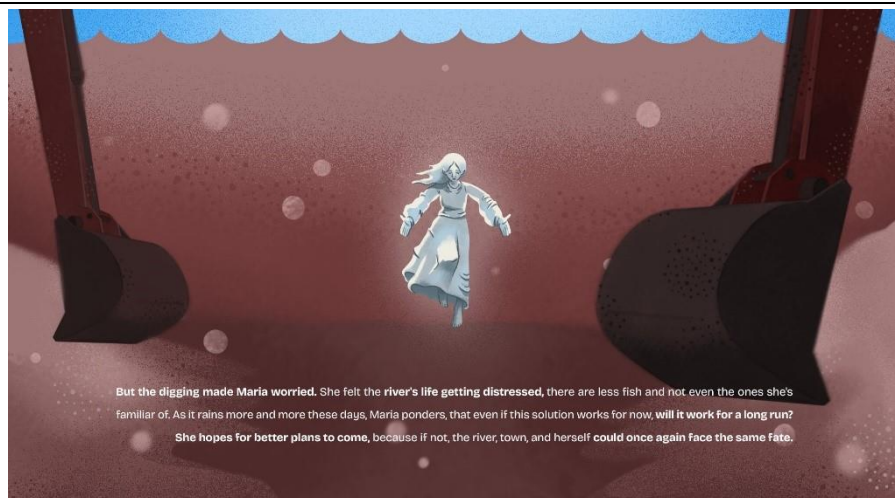 But the digging made Maria worried. She felt the river's life getting distressed, there are less fish and not even the ones she's
familiar of. As it rains more and more these days, Maria ponders, that even if this solution works for now, will it work for a long run?
She hopes for better plans to come, because if not, the river, town, and herself could once again face the same fate.